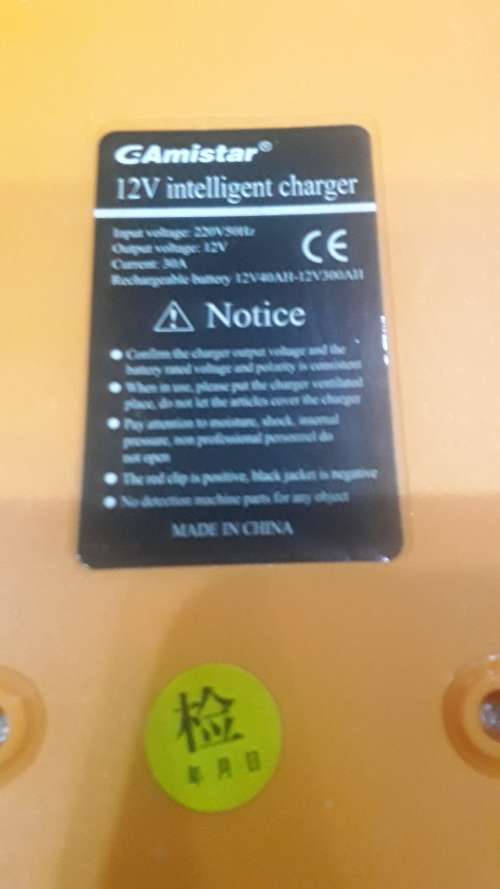 GAmistar®
12V intelligent charger
Input voltage: 220V50Hz
Output voltage: 12V
Current: 30A
CE
Rechargeable battery 12V40AH-12V300AH
Notice
Confirm the charger output voltage and the
battery rated voltage and polarity is consistent
When in use, please put the charger ventilated
place, do not let the articles cover the charger
Pay attention to moisture, shock, internal
pressure, non professional personnel do
not open
The red clip is positive, black jacket is negative
No detection machine parts for any object
MADE IN CHINA
检
年月日